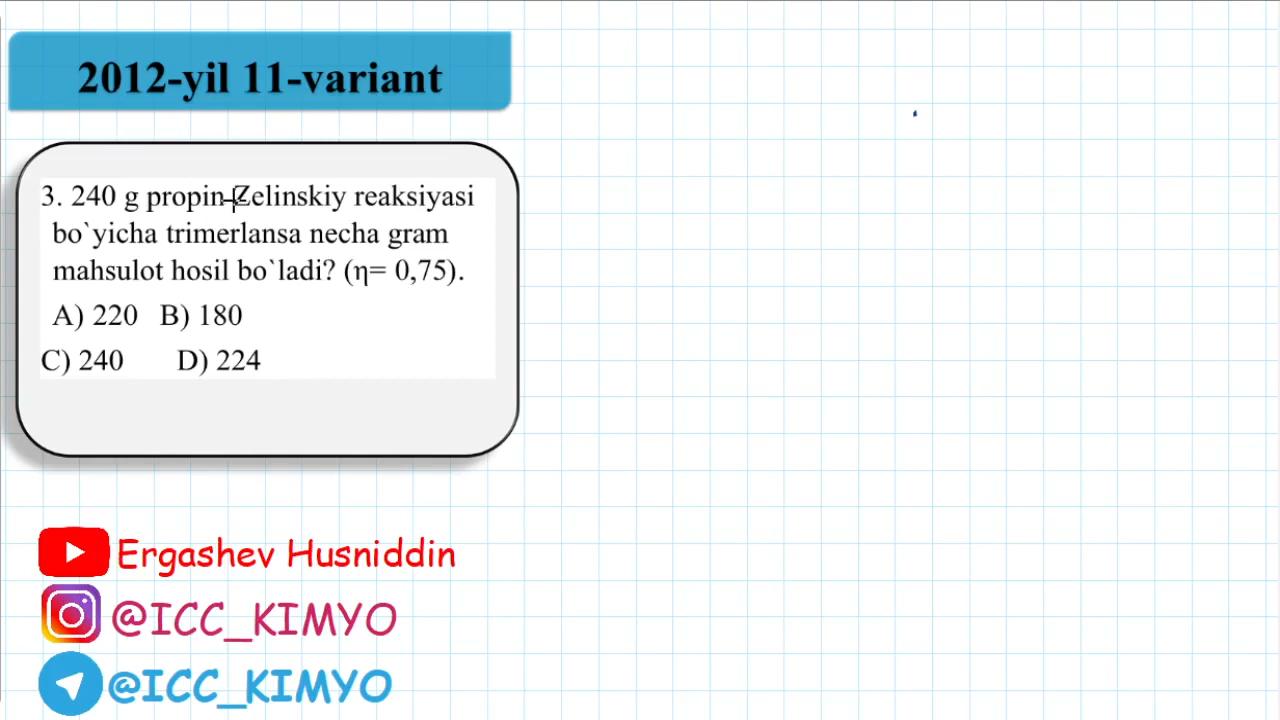 2012-yil 11-variant
3. 240 g propin Zelinskiy reaksiyasi
bo`yicha trimerlansa necha gram
mahsulot hosil bo`ladi? (η= 0,75).
A) 220 B) 180
C) 240 D) 224
Ergashev Husniddin
@ICC_KIMYO
@ICC_KIMYO